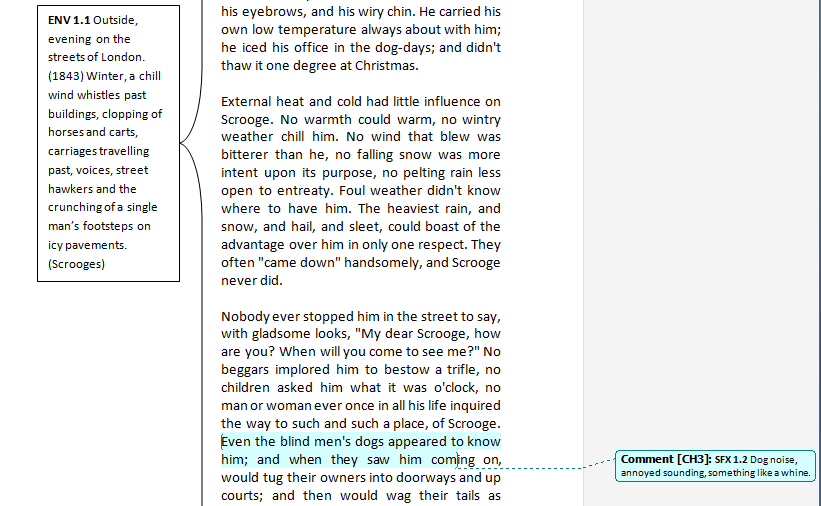 ENV 1.1 Outside,
evening on the
streets of London.
(1843) Winter, a chill
wind whistles past
buildings, clopping of
horses and carts,
carriages travelling
past, voices, street
hawkers and the
crunching of a single
man's footsteps on
icy pavements.
(Scrooges)
his eyebrows, and his wiry chin. He carried his
own low temperature always about with him;
he iced his office in the dog-days; and didn't
thaw it one degree at Christmas.
External heat and cold had little influence on
Scrooge. No warmth could warm, no wintry
weather chill him. No wind that blew was
bitterer than he, no falling snow was more
intent upon its purpose, no pelting rain less
open to entreaty. Foul weather didn't know
where to have him. The heaviest rain, and
snow, and hail, and sleet, could boast of the
advantage over him in only one respect. They
often "came down" handsomely, and Scrooge
never did.
Nobody ever stopped him in the street to say,
with gladsome looks, "My dear Scrooge, how
are you? When will you come to see me?" No
beggars implored him to bestow a trifle, no
children asked him what it was o'clock, no
man or woman ever once in all his life inquired
the way to such and such a place, of Scrooge.
Even the blind men's dogs appeared to know
him; and when they saw him coming on,
would tug their owners into doorways and up
courts; and then would wag their tails as
Comment [CH3]: SFX 1.2 Dog noise,
annoyed sounding, something like a whine.